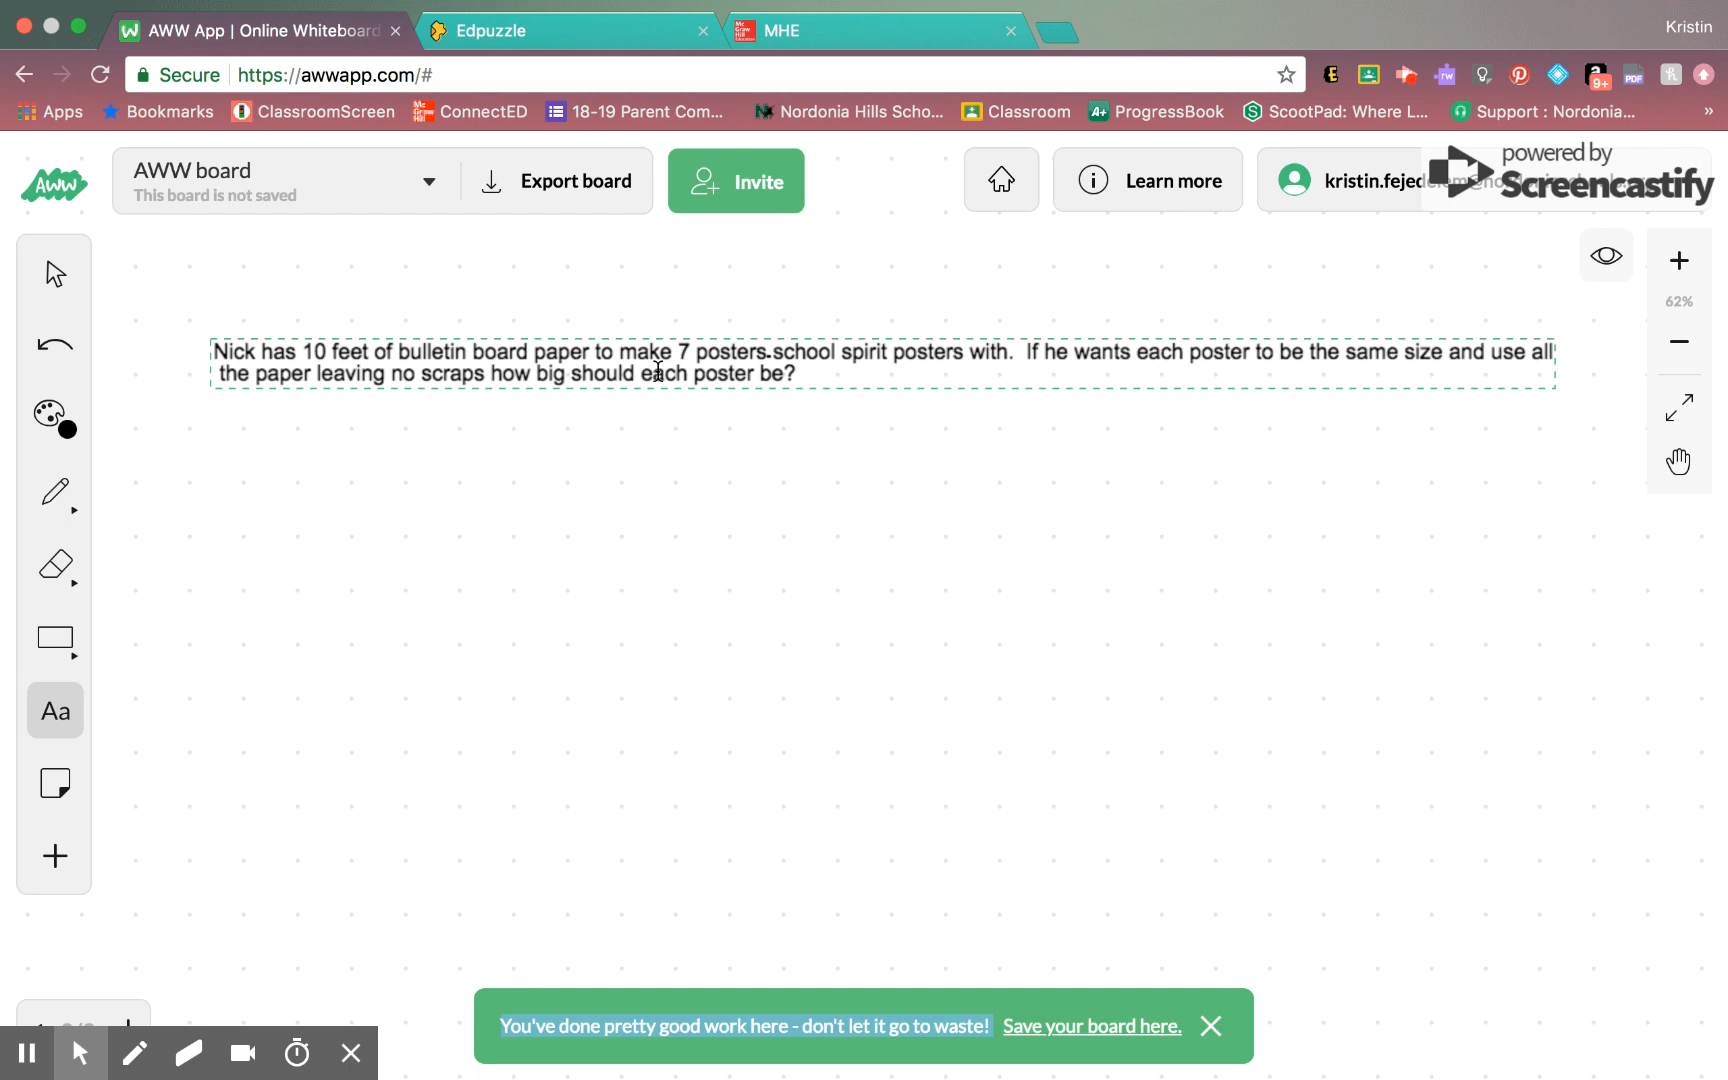 AWW App | Online Whiteboard
Edpuzzle
MHE
Kristin
Secure
https://awwapp.com/#
Apps
Bookmarks
ClassroomScreen
ConnectED
18-19 Parent Com...
Nordonia Hills Scho...
Classroom
ProgressBook
ScootPad: Where L...
Support : Nordonia...
»
AWW
AWW board
This board is not saved
Export board
Invite
Learn more
kristin.fejed
powered by
Screencastify
62%
Nick has 10 feet of bulletin board paper to make 7 posters.school spirit posters with.  If he wants each poster to be the same size and use all
the paper leaving no scraps how big should each poster be?
Aa
You've done pretty good work here - don't let it go to waste! Save your board here.